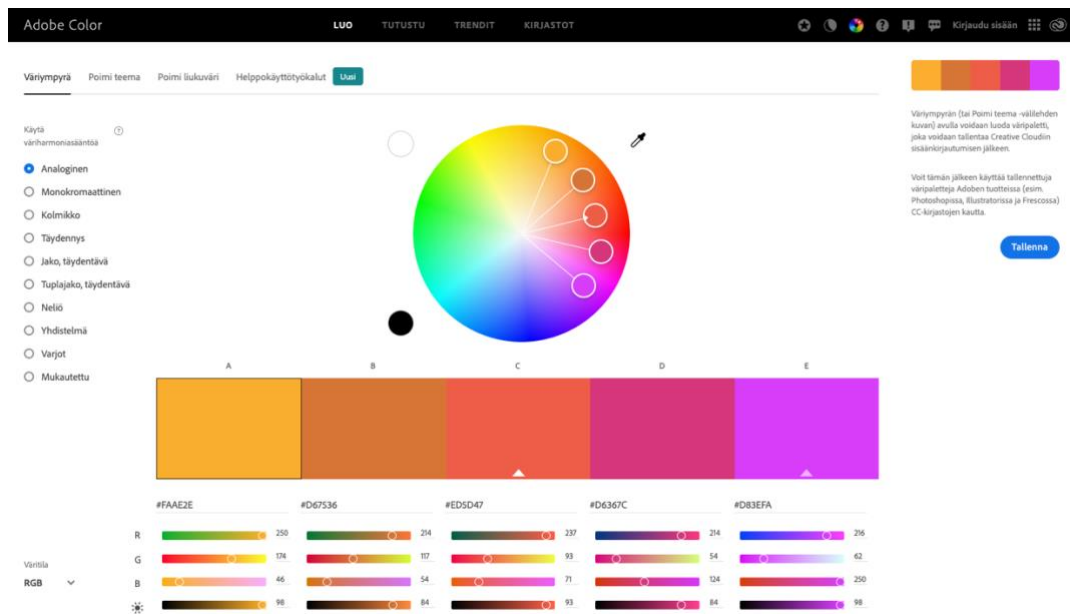 Adobe Color
LUO TUTUSTU TRENDIT KIRJASTOT
Kirjaudu sisään
Väriympyrä Poimi teema Poimi liukuväri Helppokäyttötyökalut Uusi
Käytä
väriharmoniasääntöä
Analoginen
Monokromaattinen
Kolmikko
Täydennys
Jako, täydentävä
Tuplajako, täydentävä
Neliö
Yhdistelmä
Varjot
Mukautettu
Väriympyrän (tai Poimi teema -välilehden
kuvan) avulla voidaan luoda väripaletti,
joka voidaan tallentaa Creative Cloudiin
sisäänkirjautumisen jälkeen.
Voit tämän jälkeen käyttää tallennettuja
väripaletteja Adoben tuotteissa (esim.
Photoshopissa, Illustratorissa ja Frescossa)
CC-kirjastojen kautta.
Tallenna
A B C D E
#FAAE2E #D67536 #ED5D47 #D6367C #D83EFA
R 250 214 237 214 216
G 174 117 93 54 62
B 46 54 71 124 250
98 84 93 84 98
Väritila
RGB